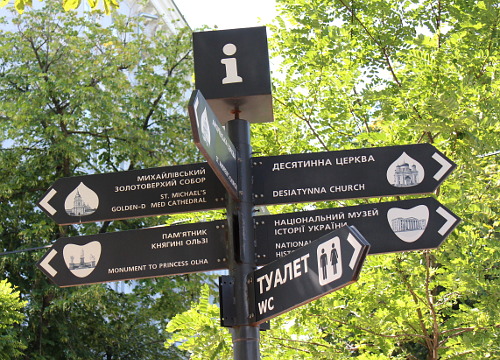 i
МИХАЙЛІВСЬКИЙ
ЗОЛОТОВЕРХИЙ СОБОР
ST. MICHAEL'S
GOLDEN-D MED CATHEDRAL
ДЕСЯТИННА ЦЕРКВА
DESIATYNNA CHURCH
ПАМ'ЯТНИК
КНЯГИНІ ОЛЬЗІ
MONUMENT TO PRINCESS OLHA
НАЦІОНАЛЬНИЙ МУЗЕЙ
ІСТОРІЇ УКРАЇНИ
NATIONAL
ТУАЛЕТ
WC